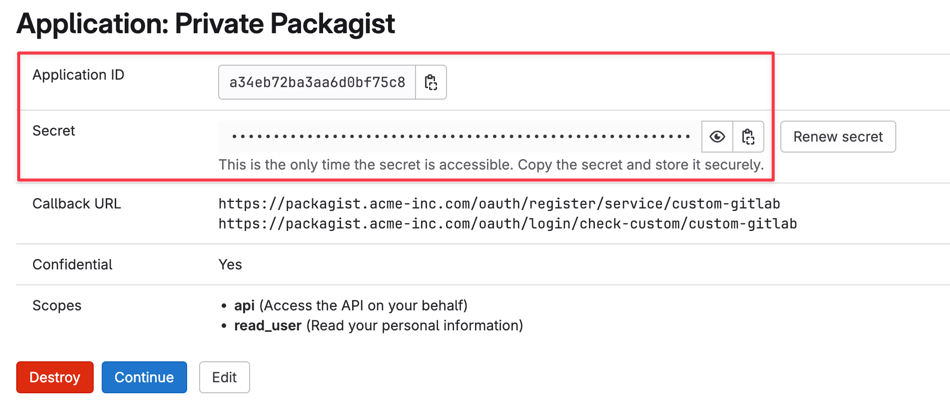 Application: Private Packagist
Application ID
a34eb72ba3aa6d0bf75c8
Secret
Renew secret
This is the only time the secret is accessible. Copy the secret and store it securely.
Callback URL
https://packagist.acme-inc.com/oauth/register/service/custom-gitlab
https://packagist.acme-inc.com/oauth/login/check-custom/custom-gitlab
Confidential
Yes
Scopes
• api (Access the API on your behalf)
• read_user (Read your personal information)
Destroy
Continue
Edit